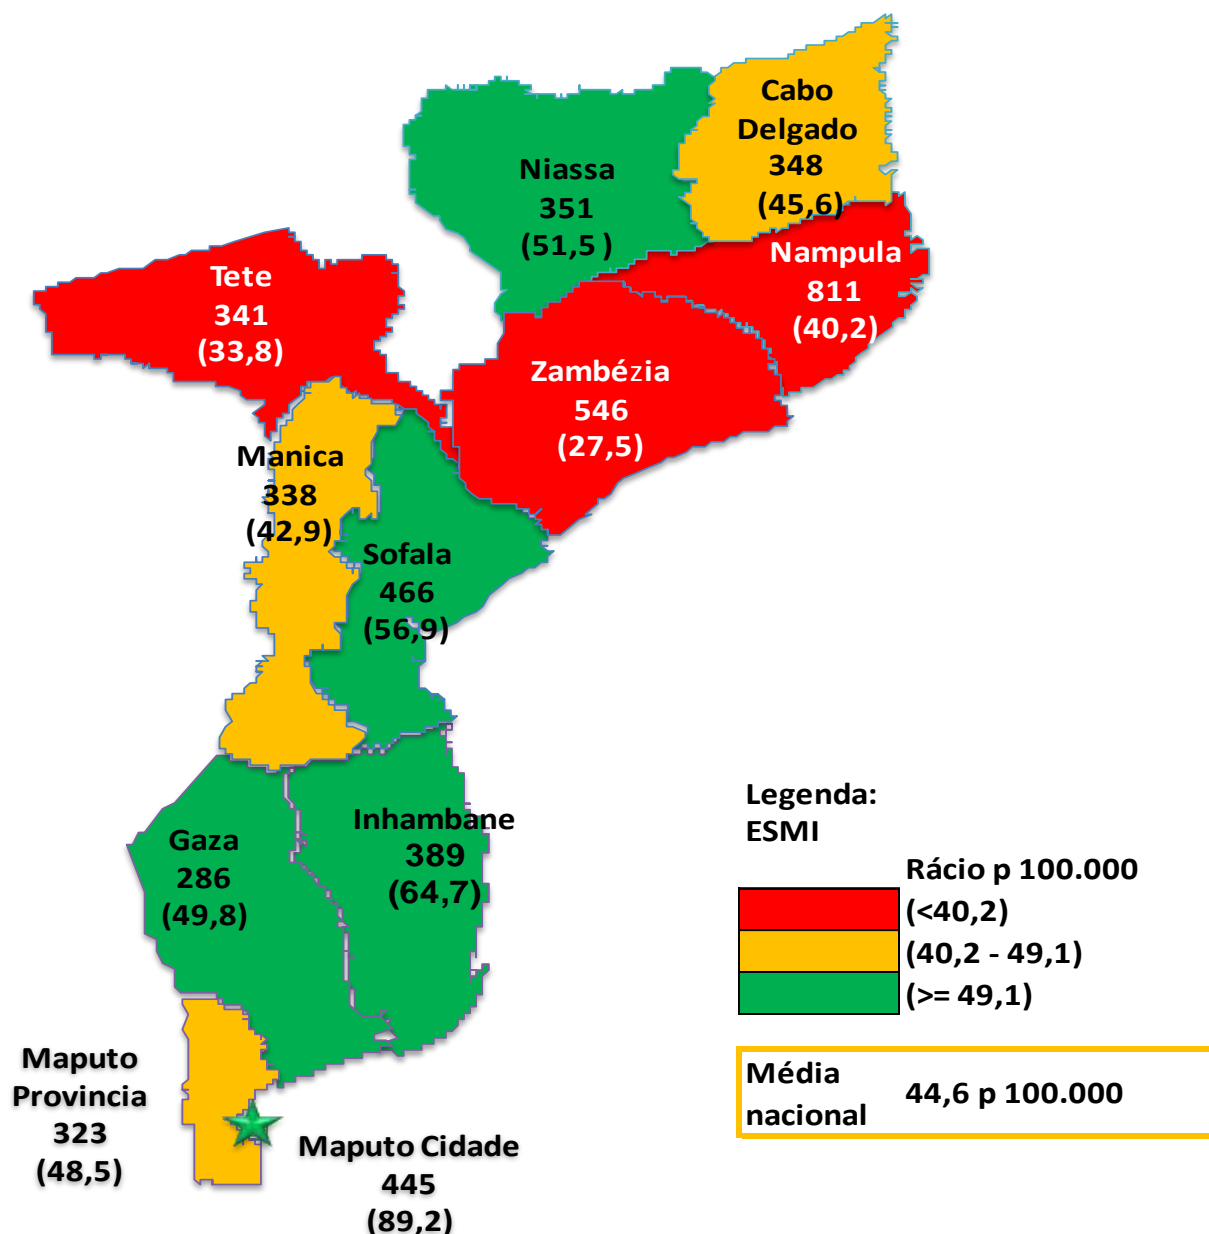 Cabo
Delgado
348
(45,6)
Niassa
351
(51,5 )
Nampula
811
(40,2)
Tete
341
(33,8)
Zambézia
546
(27,5)
Manica
338
(42,9)
Sofala
466
(56,9)
Inhambane
389
(64,7)
Gaza
286
(49,8)
Maputo
Provincia
323
(48,5)
Maputo Cidade
445
(89,2)
Legenda:
ESMI
Rácio p 100.000
(<40,2)
(40,2 - 49,1)
(>= 49,1)
Média
nacional
44,6 p 100.000